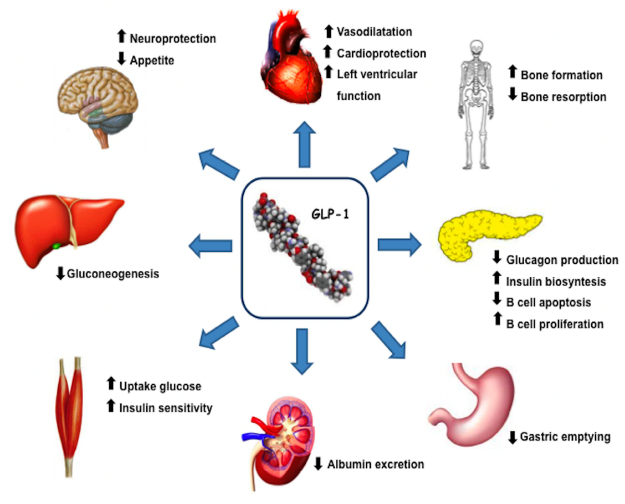 ⬆ Neuroprotection
⬇ Appetite
⬆ Vasodilatation
⬆ Cardioprotection
⬆ Left ventricular
function
⬆ Bone formation
⬇ Bone resorption
GLP-1
⬇ Gluconeogenesis
⬇ Glucagon production
⬆ Insulin biosyntesis
⬇ B cell apoptosis
⬆ B cell proliferation
⬆ Uptake glucose
⬆ Insulin sensitivity
⬇ Albumin excretion
⬇ Gastric emptying